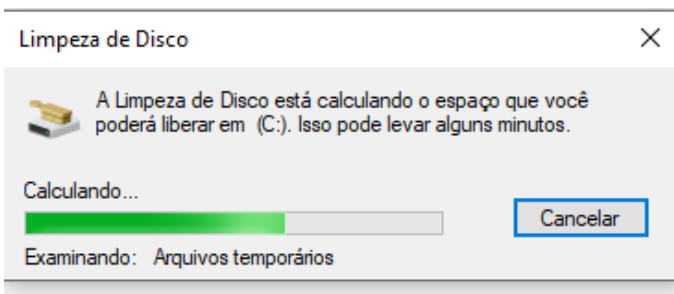 Limpeza de Disco
A Limpeza de Disco está calculando o espaço que você
poderá liberar em  (C:). Isso pode levar alguns minutos.
Calculando...
Cancelar
Examinando:   Arquivos temporários